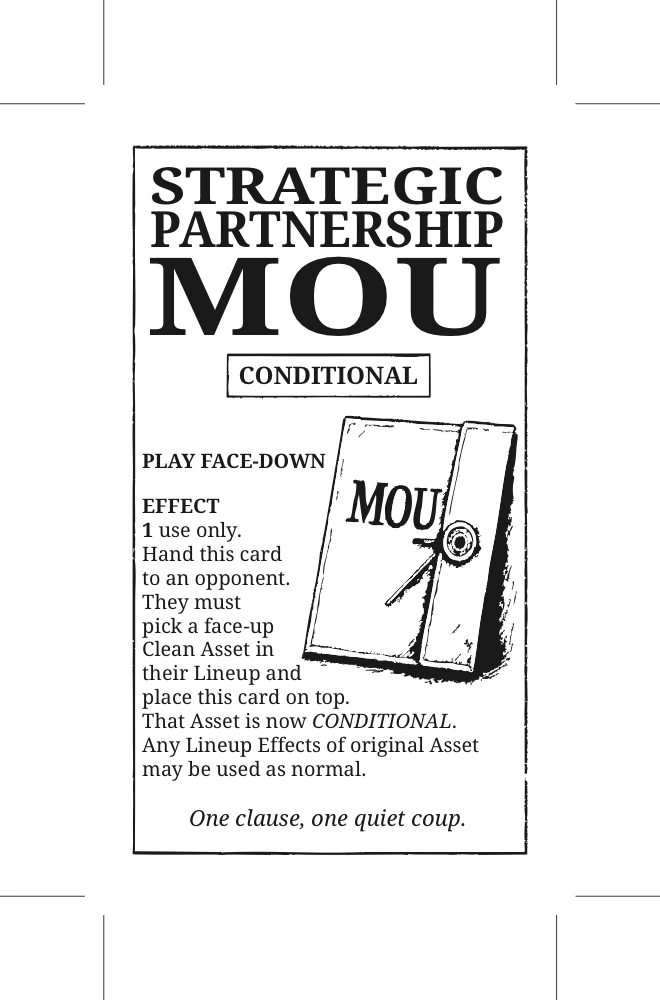 STRATEGIC
PARTNERSHIP
MOU
CONDITIONAL
PLAY FACE-DOWN
MOU
EFFECT
1 use only.
Hand this card
to an opponent.
They must
pick a face-up
Clean Asset in
their Lineup and
place this card on top.
That Asset is now CONDITIONAL.
Any Lineup Effects of original Asset
may be used as normal.
One clause, one quiet coup.